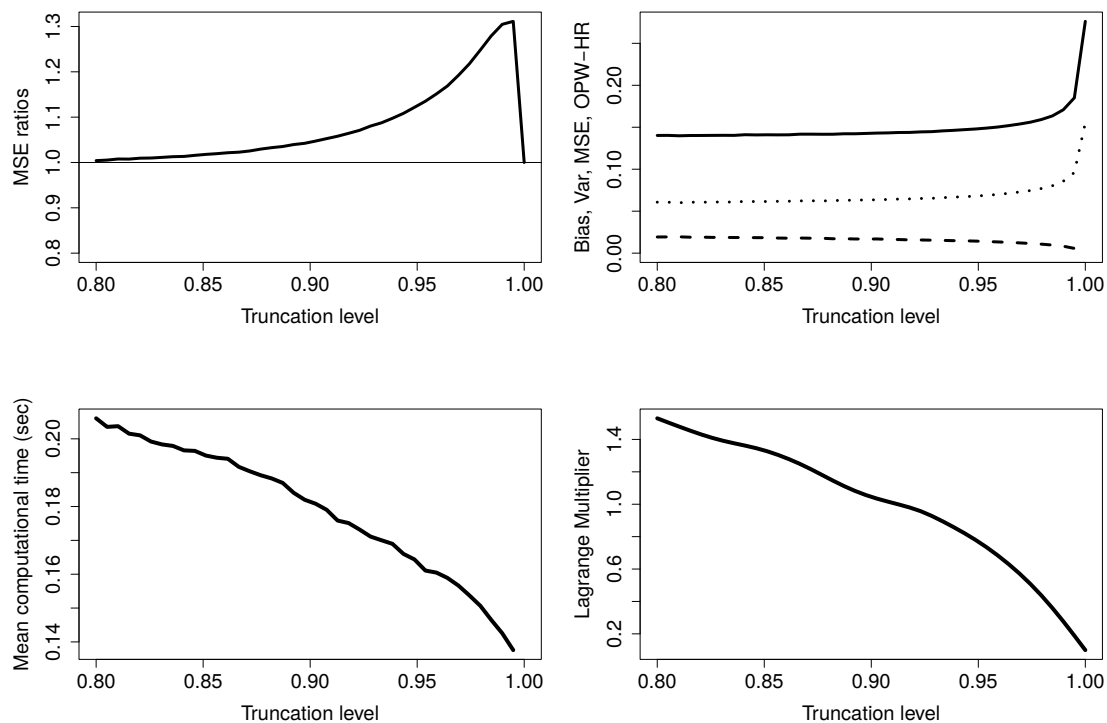 MSE ratios
0.8 0.9 1.0 1.1 1.2 1.3
0.80 0.85 0.90 0.95 1.00
Truncation level
Bias, Var, MSE, OPW−HR
0.00 0.10 0.20
0.80 0.85 0.90 0.95 1.00
Truncation level
Mean computational time (sec)
0.14 0.16 0.18 0.20
0.80 0.85 0.90 0.95 1.00
Truncation level
Lagrange Multiplier
0.2 0.6 1.0 1.4
0.80 0.85 0.90 0.95 1.00
Truncation level